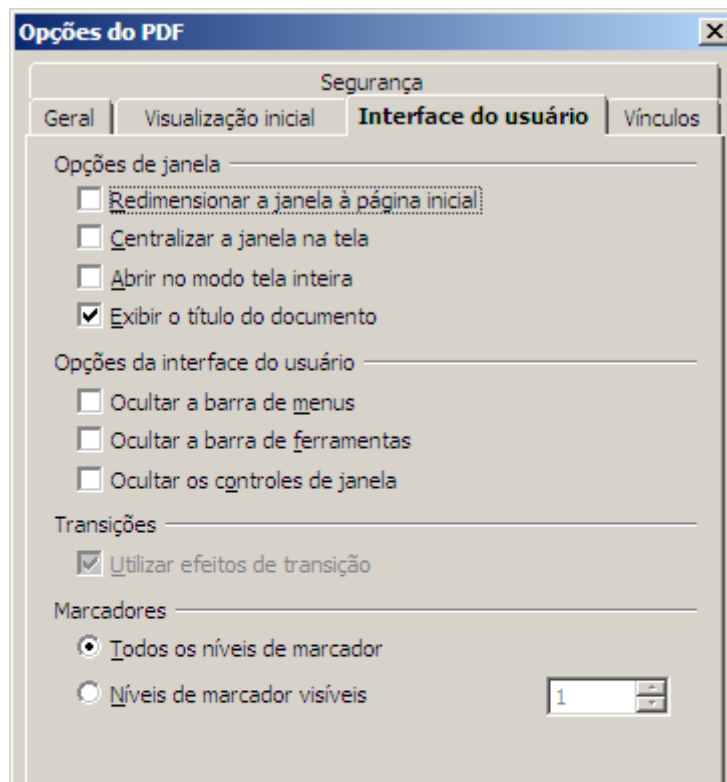 Opções do PDF
Segurança
Geral
Visualização inicial
Interface do usuário
Vínculos
Opções de janela
Redimensionar a janela à página inicial
Centralizar a janela na tela
Abrir no modo tela inteira
Exibir o título do documento
Opções da interface do usuário
Ocultar a barra de menus
Ocultar a barra de ferramentas
Ocultar os controles de janela
Transições
Utilizar efeitos de transição
Marcadores
Todos os níveis de marcador
Níveis de marcador visíveis
1